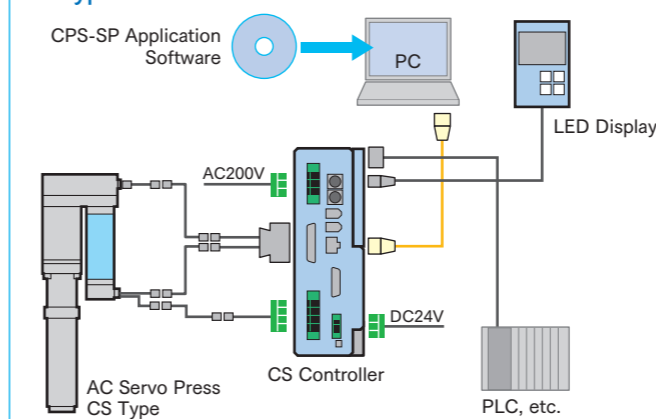 CPS-SP Application
Software
PC
LED Display
AC200V
DC24V
CS Controller
AC Servo Press
CS Type
PLC, etc.